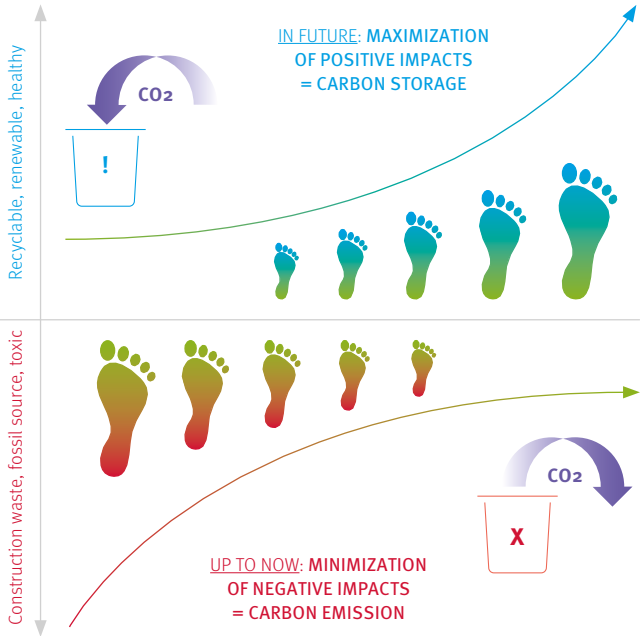 IN FUTURE: MAXIMIZATION
OF POSITIVE IMPACTS
= CARBON STORAGE
CO2
!
Recyclable, renewable, healthy
Construction waste, fossil source, toxic
CO2
X
UP TO NOW: MINIMIZATION
OF NEGATIVE IMPACTS
= CARBON EMISSION